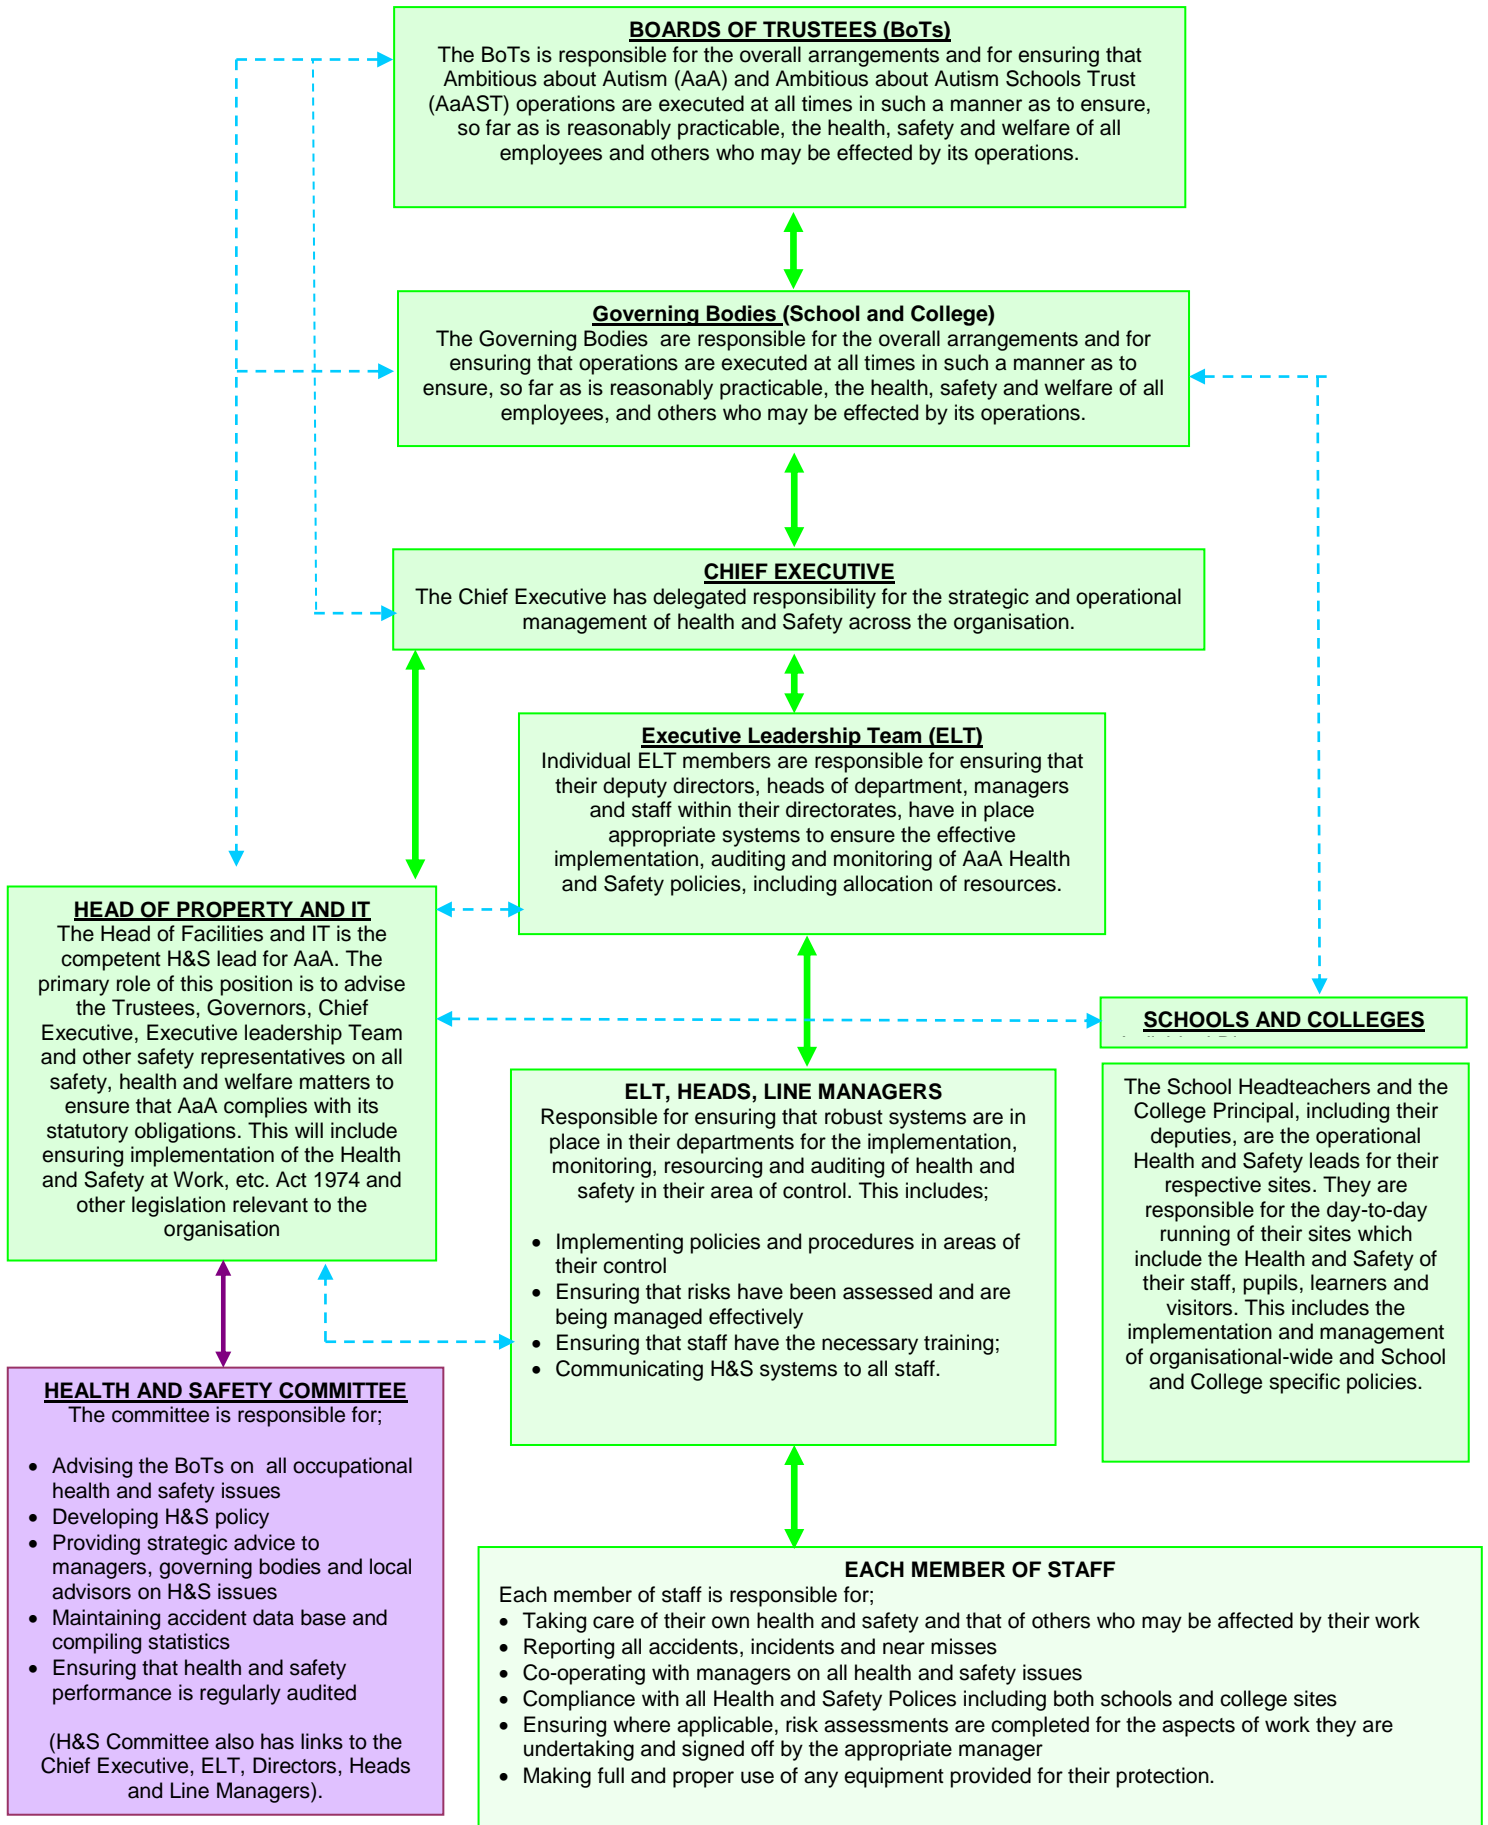 BOARDS OF TRUSTEES (BoTs)
The BoTs is responsible for the overall arrangements and for ensuring that
Ambitious about Autism (AaA) and Ambitious about Autism Schools Trust
(AaAST) operations are executed at all times in such a manner as to ensure,
so far as is reasonably practicable, the health, safety and welfare of all
employees and others who may be effected by its operations.
Governing Bodies (School and College)
The Governing Bodies are responsible for the overall arrangements and for
ensuring that operations are executed at all times in such a manner as to
ensure, so far as is reasonably practicable, the health, safety and welfare of all
employees, and others who may be effected by its operations.
CHIEF EXECUTIVE
The Chief Executive has delegated responsibility for the strategic and operational
management of health and Safety across the organisation.
Executive Leadership Team (ELT)
Individual ELT members are responsible for ensuring that
their deputy directors, heads of department, managers
and staff within their directorates, have in place
appropriate systems to ensure the effective
implementation, auditing and monitoring of AaA Health
and Safety policies, including allocation of resources.
HEAD OF PROPERTY AND IT
The Head of Facilities and IT is the
competent H&S lead for AaA. The
primary role of this position is to advise
the Trustees, Governors, Chief
Executive, Executive leadership Team
and other safety representatives on all
safety, health and welfare matters to
ensure that AaA complies with its
statutory obligations. This will include
ensuring implementation of the Health
and Safety at Work, etc. Act 1974 and
other legislation relevant to the
organisation
SCHOOLS AND COLLEGES
The School Headteachers and the
College Principal, including their
deputies, are the operational
Health and Safety leads for their
respective sites. They are
responsible for the day-to-day
running of their sites which
include the Health and Safety of
their staff, pupils, learners and
visitors. This includes the
implementation and management
of organisational-wide and School
and College specific policies.
ELT, HEADS, LINE MANAGERS
Responsible for ensuring that robust systems are in
place in their departments for the implementation,
monitoring, resourcing and auditing of health and
safety in their area of control. This includes;
• Implementing policies and procedures in areas of
their control
• Ensuring that risks have been assessed and are
being managed effectively
• Ensuring that staff have the necessary training;
• Communicating H&S systems to all staff.
HEALTH AND SAFETY COMMITTEE
The committee is responsible for;
• Advising the BoTs on all occupational
health and safety issues
• Developing H&S policy
• Providing strategic advice to
managers, governing bodies and local
advisors on H&S issues
• Maintaining accident data base and
compiling statistics
• Ensuring that health and safety
performance is regularly audited
(H&S Committee also has links to the
Chief Executive, ELT, Directors, Heads
and Line Managers).
EACH MEMBER OF STAFF
Each member of staff is responsible for;
• Taking care of their own health and safety and that of others who may be affected by their work
• Reporting all accidents, incidents and near misses
• Co-operating with managers on all health and safety issues
• Compliance with all Health and Safety Polices including both schools and college sites
• Ensuring where applicable, risk assessments are completed for the aspects of work they are
undertaking and signed off by the appropriate manager
• Making full and proper use of any equipment provided for their protection.